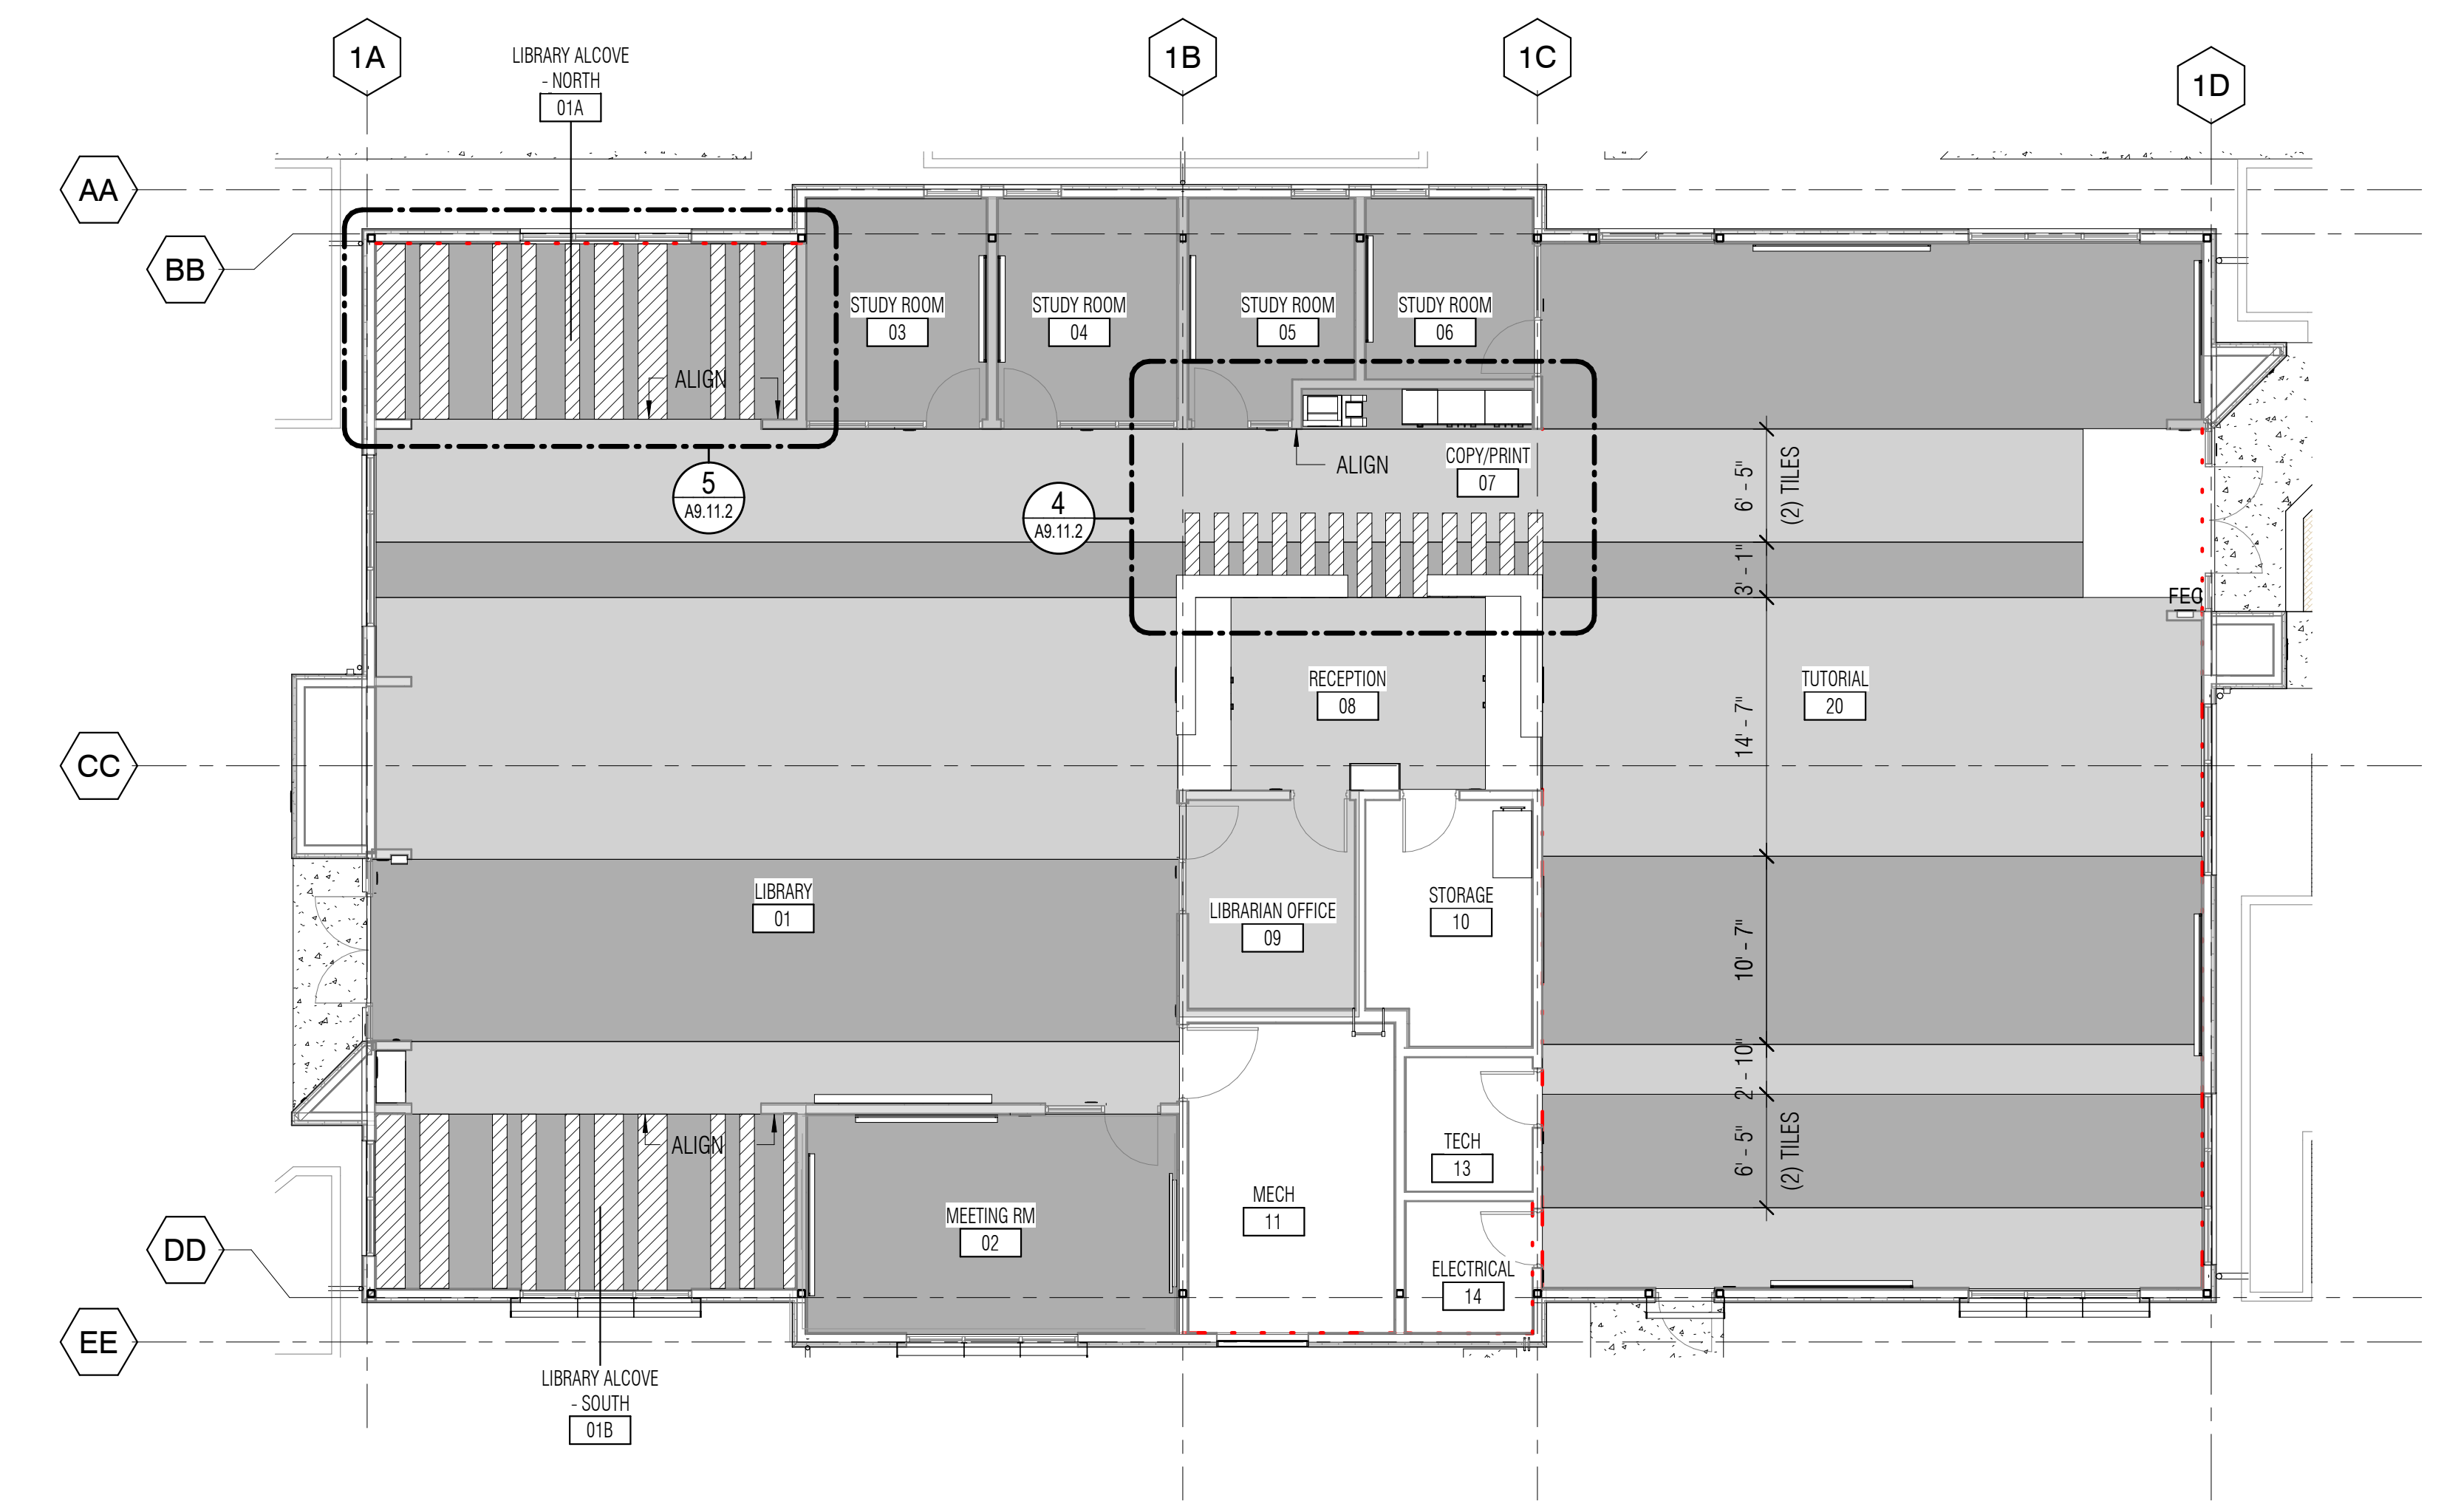 1A
1B
1C
1D
LIBRARY ALCOVE
- NORTH
01A
AA
BB
STUDY ROOM
03
STUDY ROOM
04
STUDY ROOM
05
STUDY ROOM
06
ALIGN
ALIGN
COPY/PRINT
07
5
A9.11.2
4
A9.11.2
6' - 5"
(2) TILES
3' - 1"
FEC
RECEPTION
08
TUTORIAL
20
14' - 7"
CC
LIBRARY
01
LIBRARIAN OFFICE
09
STORAGE
10
10' - 7"
2' - 10"
ALIGN
TECH
13
6' - 5"
(2) TILES
MEETING RM
02
MECH
11
ELECTRICAL
14
DD
EE
LIBRARY ALCOVE
- SOUTH
01B